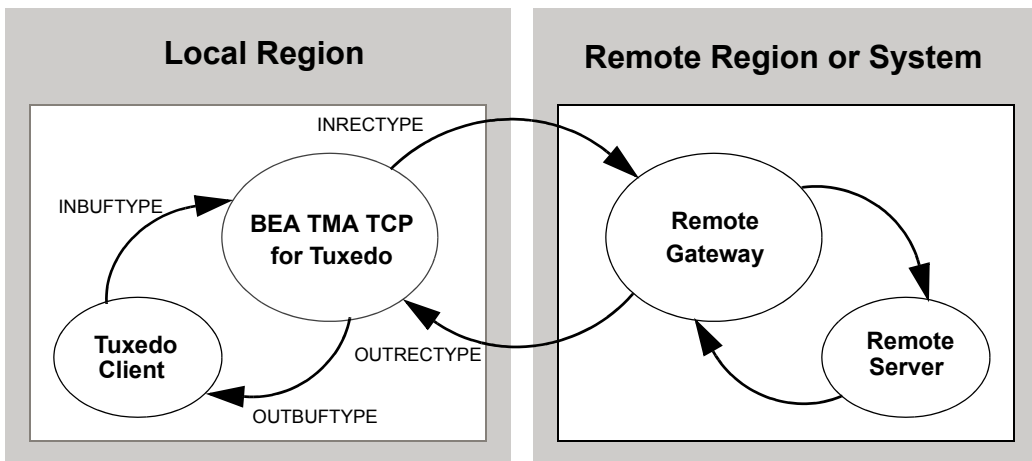 Local Region
Remote Region or System
INRECTYPE
INBUFTYPE
BEA TMA TCP
for Tuxedo
Remote
Gateway
Tuxedo
Client
OUTRECTYPE
Remote
Server
OUTBUFTYPE